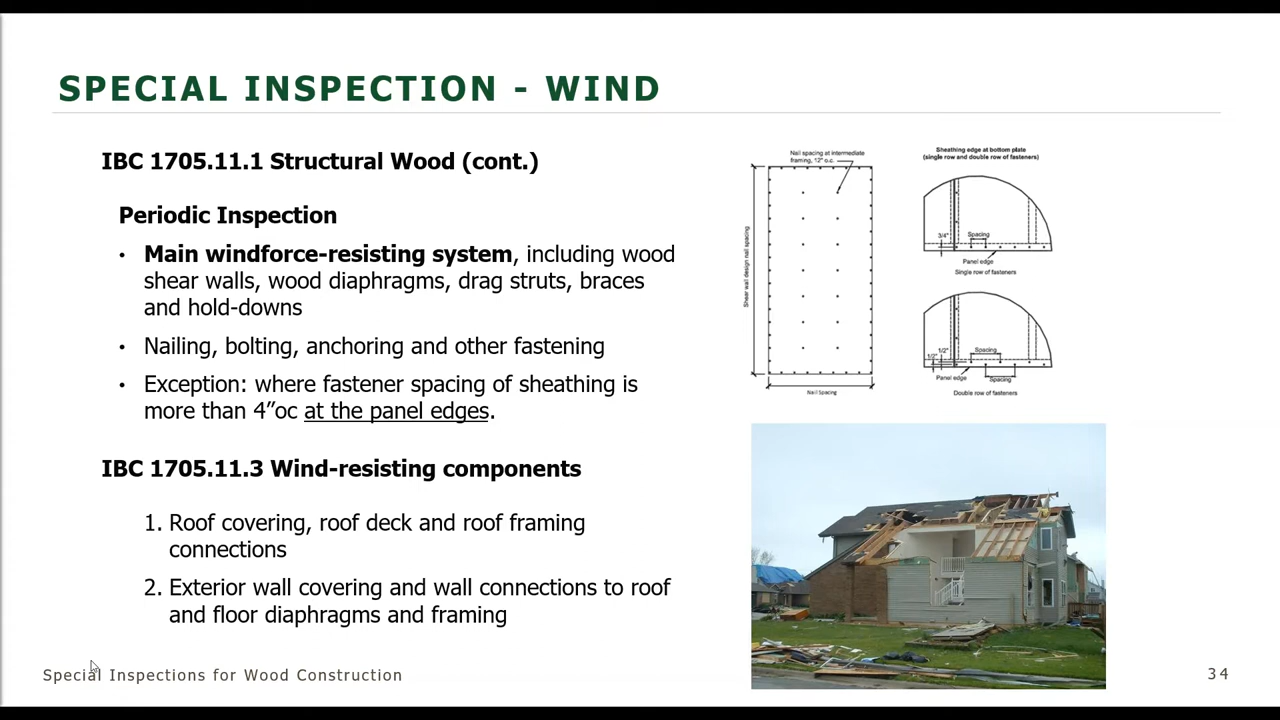 SPECIAL INSPECTION - WIND
IBC 1705.11.1 Structural Wood (cont.)
Periodic Inspection
• Main windforce-resisting system, including wood
shear walls, wood diaphragms, drag struts, braces
and hold-downs
• Nailing, bolting, anchoring and other fastening
• Exception: where fastener spacing of sheathing is
more than 4”oc at the panel edges.
IBC 1705.11.3 Wind-resisting components
1. Roof covering, roof deck and roof framing
connections
2. Exterior wall covering and wall connections to roof
and floor diaphragms and framing
Nail spacing at intermediate
framing, 12" o.c.
Shear wall design nail spacing
Nail Spacing
Sheathing edge at bottom plate
(single row and double row of fasteners)
3/4"
Spacing
Panel edge
Single row of fasteners
1/2"
1/2"
Spacing
Panel edge
Spacing
Double row of fasteners
Special Inspections for Wood Construction
34